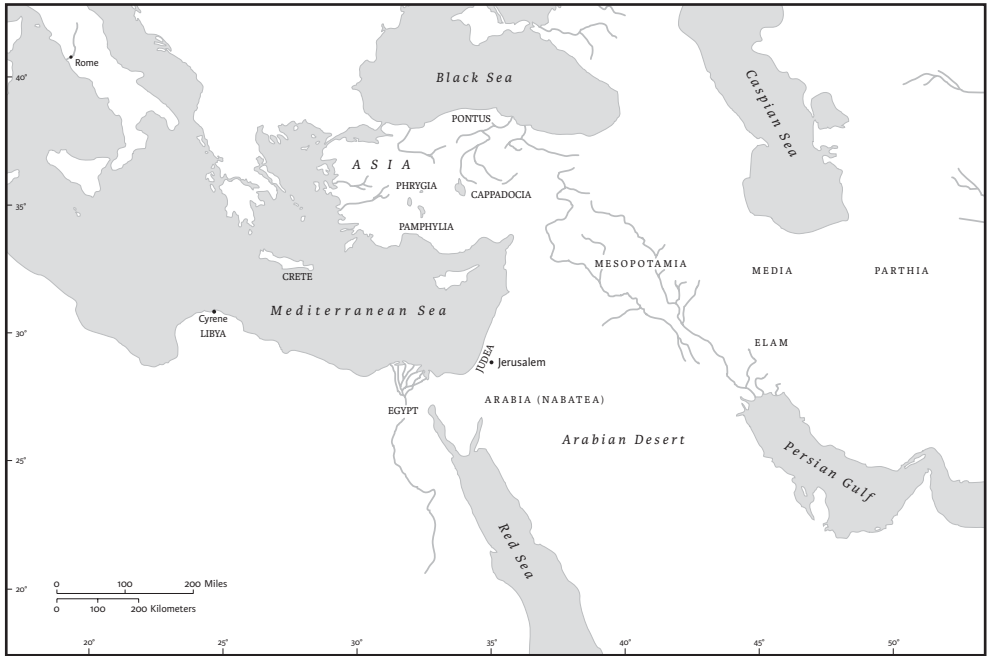 Rome
40°
Black Sea
Caspian Sea
PONTUS
ASIA
PHRYGIA
CAPPADOCIA
35°
PAMPHYLIA
MESOPOTAMIA
MEDIA
PARTHIA
CRETE
Mediterranean Sea
Cyrene
LIBYA
30°
JUDEA
Jerusalem
ELAM
ARABIA (NABATEA)
EGYPT
Arabian Desert
25°
Persian Gulf
Red Sea
20°
0 100 200 Miles
0 100 200 Kilometers
20° 25° 30° 35° 40° 45° 50°